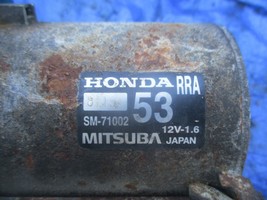 HONDA RRA
53
SM-71002
12V-1.6
MITSUBA JAPAN